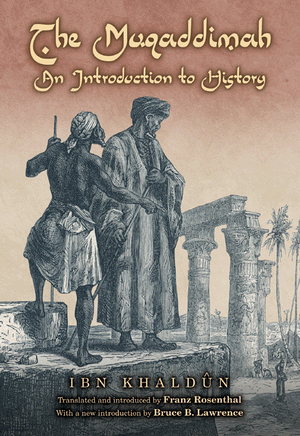 The Muqaddimah
An Introduction to History
IBN KHALDÛN
Translated and introduced by Franz Rosenthal
With a new introduction by Bruce B. Lawrence